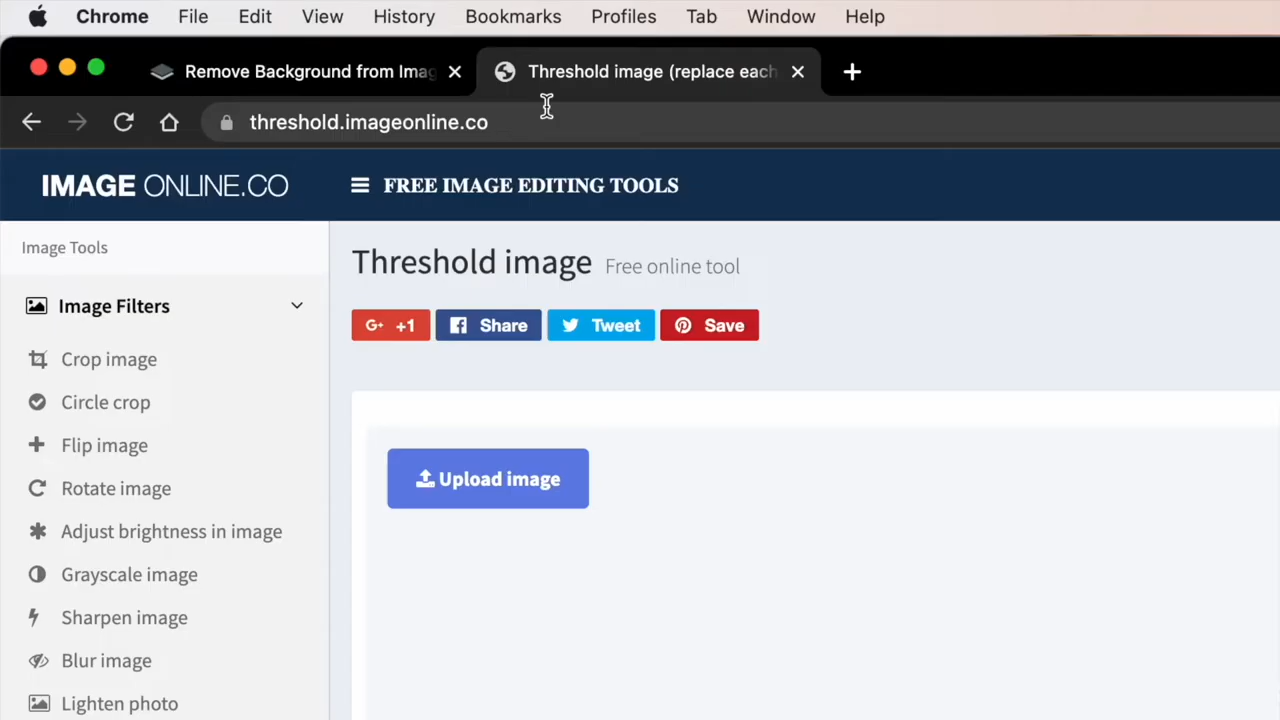 Chrome File Edit View History Bookmarks Profiles Tab Window Help
Remove Background from Imag Threshold image (replace each
threshold.imageonline.co
IMAGE ONLINE.CO FREE IMAGE EDITING TOOLS
Image Tools
Threshold image Free online tool
Image Filters
G+ +1 Share Tweet Save
Crop image
Circle crop
Flip image
Upload image
Rotate image
Adjust brightness in image
Grayscale image
Sharpen image
Blur image
Lighten photo